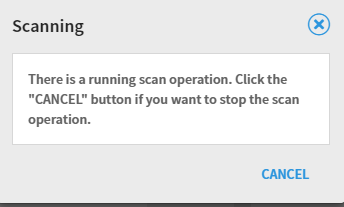 Scanning
There is a running scan operation. Click the
"CANCEL" button if you want to stop the scan
operation.
CANCEL